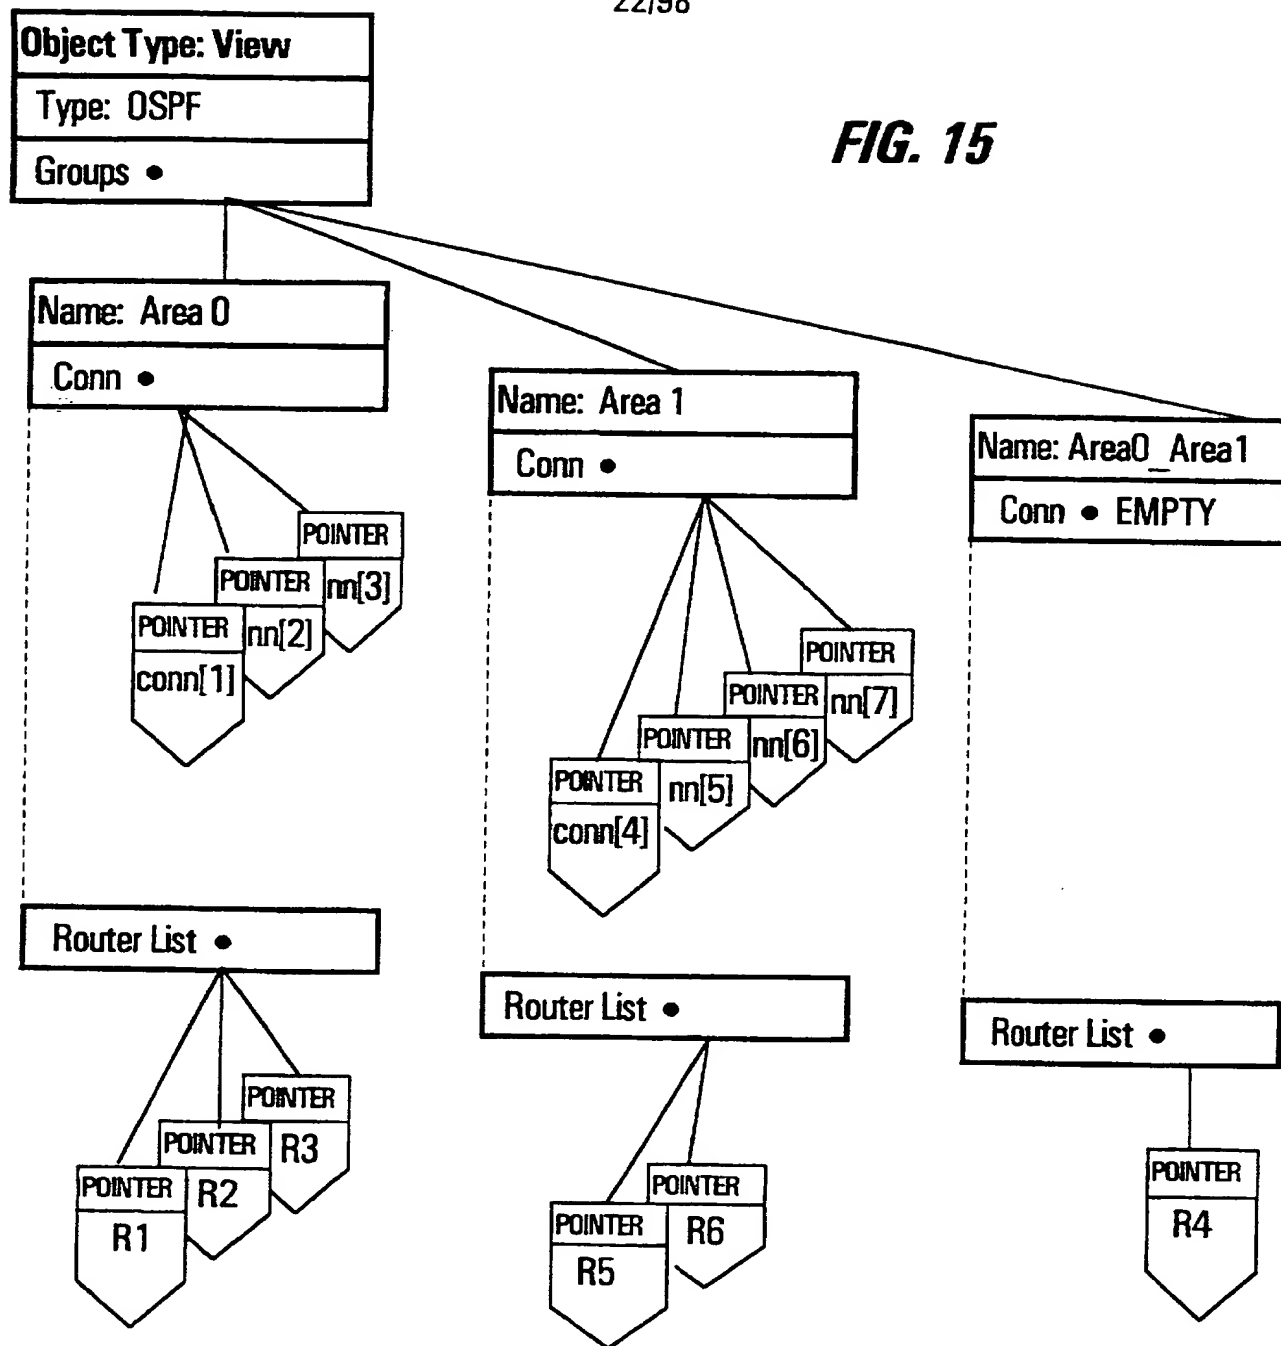 22/98
Object Type: View
Type: OSPF
Groups •
FIG. 15
Name: Area 0
Conn •
Name: Area 1
Conn •
Name: Area0_Area1
Conn • EMPTY
POINTER
nn[3]
POINTER
nn[2]
POINTER
conn[1]
POINTER
nn[7]
POINTER
nn[6]
POINTER
nn[5]
POINTER
conn[4]
Router List •
Router List •
Router List •
POINTER
R3
POINTER
R2
POINTER
R1
POINTER
R6
POINTER
R5
POINTER
R4